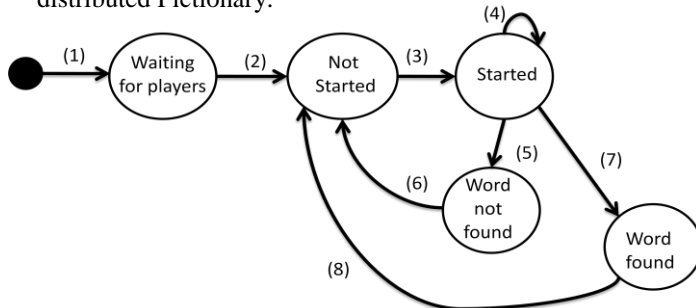 distributed Pictionary.
(4)
(1)
Waiting
for players
(2)
Not
Started
(3)
Started
(5)
(7)
(6)
Word
not
found
Word
found
(8)